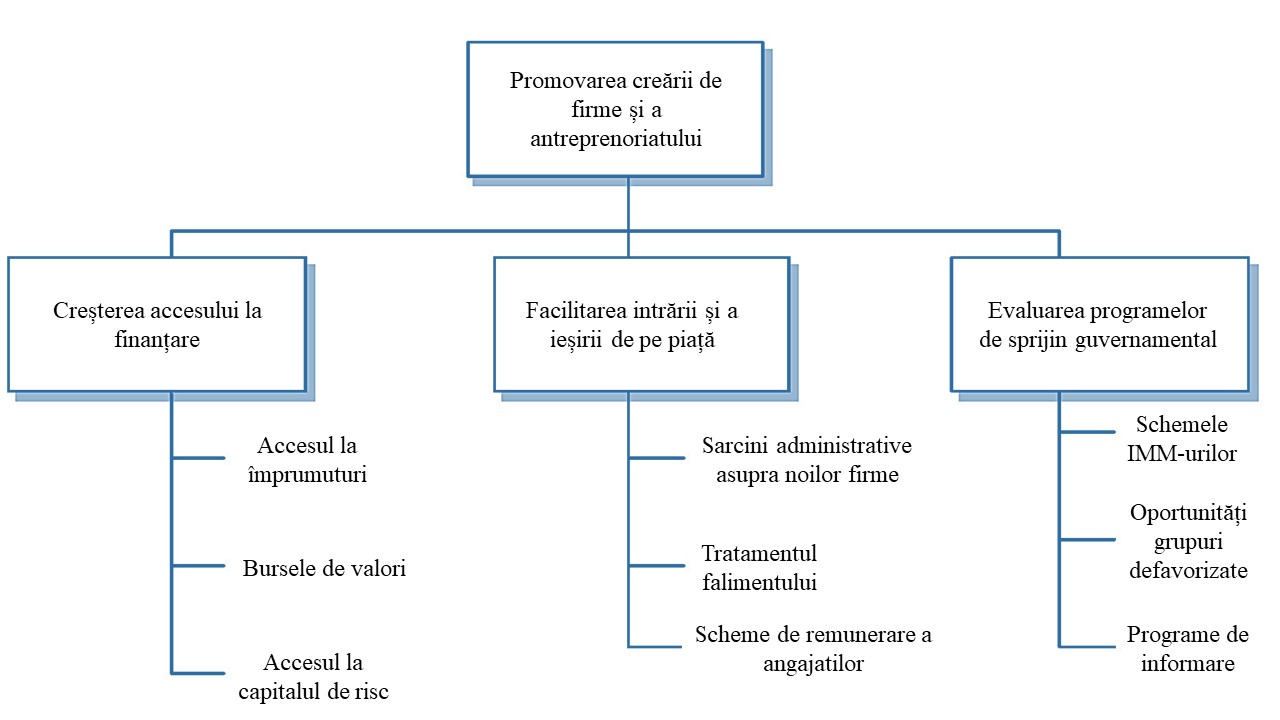 Promovarea creării de
firme și a
antreprenoriatului
Creșterea accesului la
finanțare
Accesul la
împrumuturi
Bursele de valori
Accesul la
capitalul de risc
Facilitarea intrării și a
ieșirii de pe piață
Sarcini administrative
asupra noilor firme
Tratamentul
falimentului
Scheme de remunerare a
angajatilor
Evaluarea programelor
de sprijin guvernamental
Schemele
IMM-urilor
Oportunități
grupuri
defavorizate
Programe de
informare